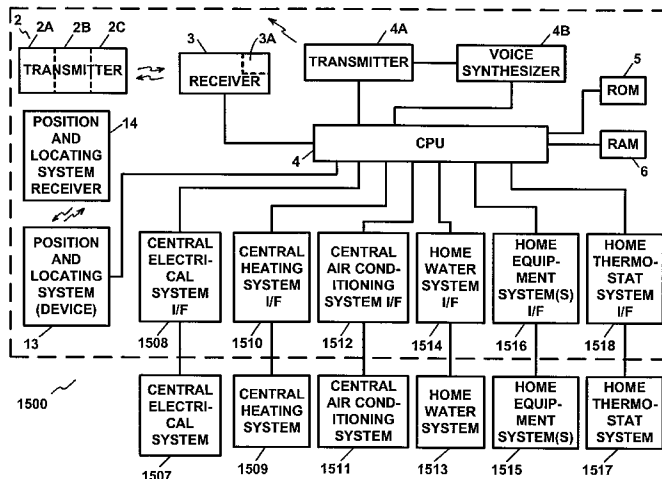 2
2A
2B
2C
TRANSMITTER
3
3A
RECEIVER
4A
TRANSMITTER
4B
VOICE
SYNTHESIZER
5
ROM
14
POSITION
AND
LOCATING
SYSTEM
RECEIVER
4
CPU
RAM
6
POSITION
AND
LOCATING
SYSTEM
(DEVICE)
13
CENTRAL
ELECTRI-
CAL
SYSTEM
I/F
1508
CENTRAL
HEATING
SYSTEM
I/F
1510
CENTRAL
AIR COND-
ITIONING
SYSTEM I/F
1512
HOME
WATER
SYSTEM
I/F
1514
HOME
EQUIP-
MENT
SYSTEM(S)
I/F
1516
HOME
THERMO-
STAT
SYSTEM
I/F
1518
1500
CENTRAL
ELECTRI-
CAL
SYSTEM
1507
CENTRAL
HEATING
SYSTEM
1509
CENTRAL
AIR COND-
ITIONING
SYSTEM
1511
HOME
WATER
SYSTEM
1513
HOME
EQUIP-
MENT
SYSTEM(S)
1515
HOME
THERMO-
STAT
SYSTEM
1517